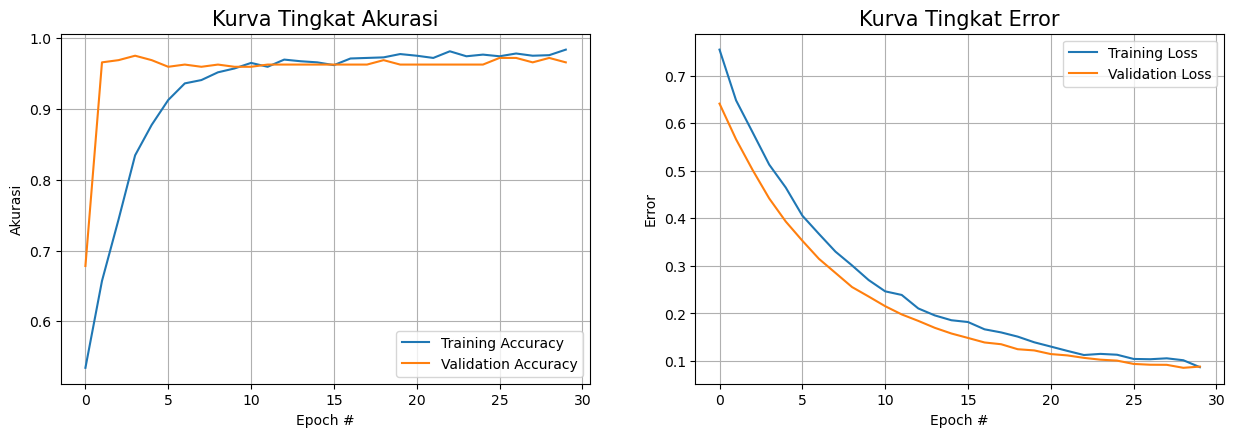 Kurva Tingkat Akurasi
1.0
0.9
0.8
0.7
0.6
Akurasi
0 5 10 15 20 25 30
Epoch #
Training Accuracy
Validation Accuracy
Kurva Tingkat Error
0.7
0.6
0.5
0.4
0.3
0.2
0.1
Error
0 5 10 15 20 25 30
Epoch #
Training Loss
Validation Loss